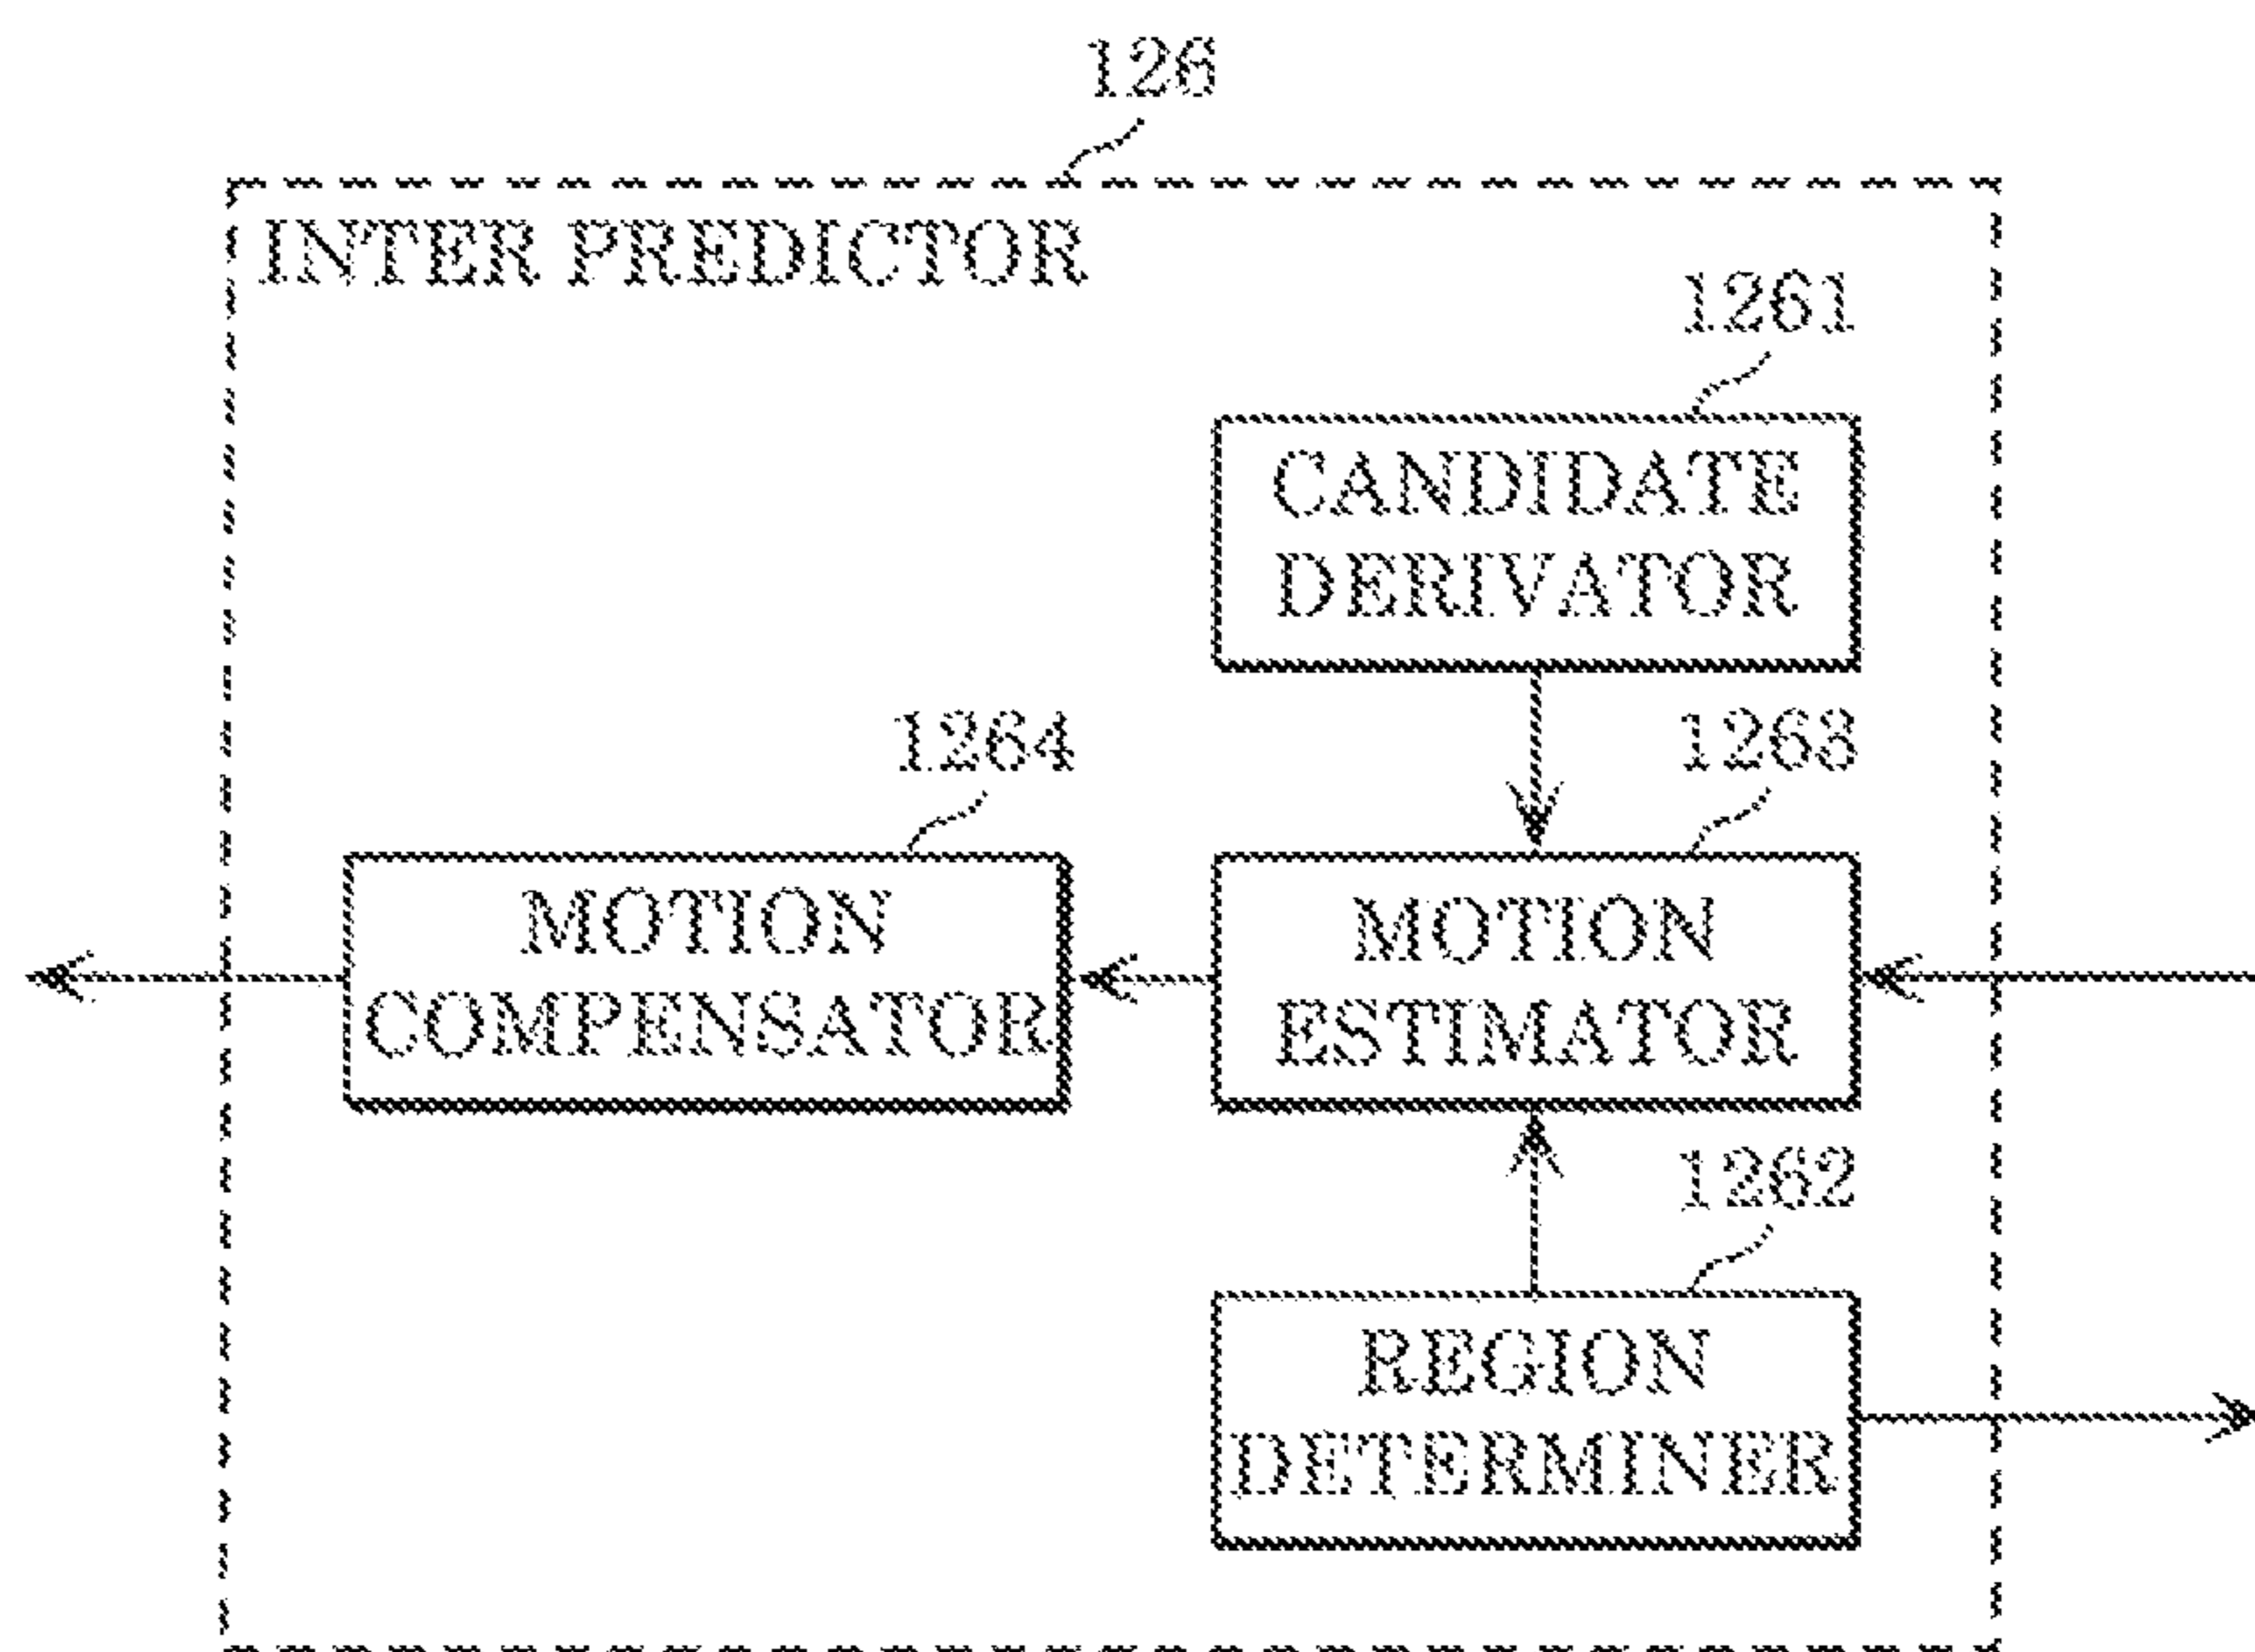 126
INTER PREDICTOR
1261
CANDIDATE
DERIVATOR
1264
1263
MOTION
COMPENSATOR
MOTION
ESTIMATOR
1262
REGION
DETERMINER